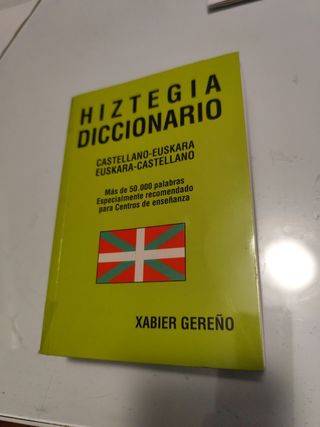 HIZTEGIA
DICCIONARIO
CASTELLANO-EUSKARA
EUSKARA-CASTELLANO
Más de 50.000 palabras
Especialmente recomendado
para Centros de enseñanza
XABIER GEREÑO